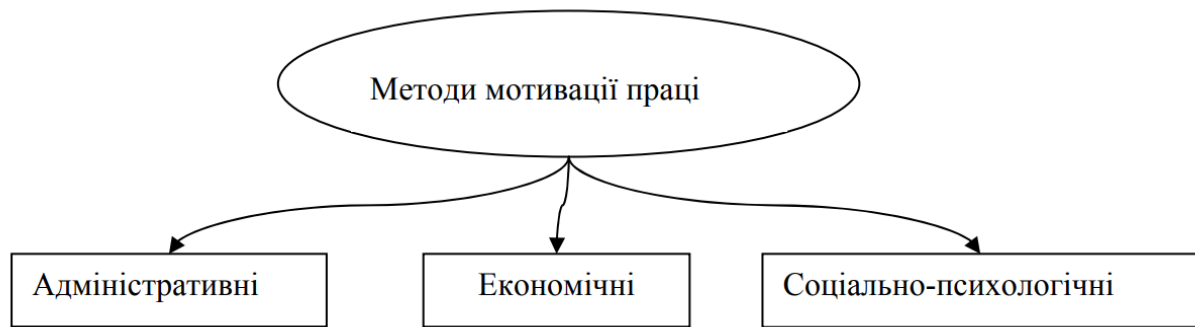 Методи мотивації праці
Адміністративні
Економічні
Соціально-психологічні